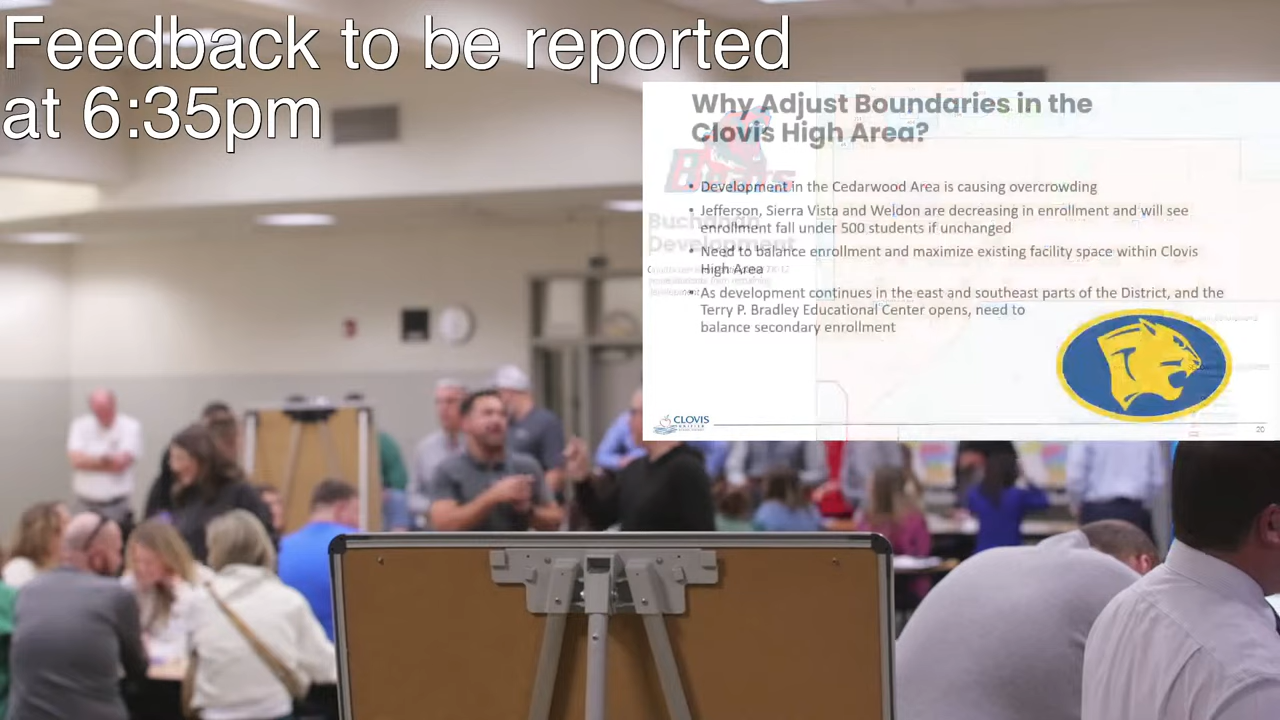 Feedback to be reported
at 6:35pm
Why Adjust Boundaries in the
Clovis High Area?
• Development in the Cedarwood Area is causing overcrowding
• Jefferson, Sierra Vista and Weldon are decreasing in enrollment and will see
enrollment fall under 500 students if unchanged
• Need to balance enrollment and maximize existing facility space within Clovis
High Area
• As development continues in the east and southeast parts of the District, and the
Terry P. Bradley Educational Center opens, need to
balance secondary enrollment
Buchanan
Development
CLOVIS
UNIFIED
20